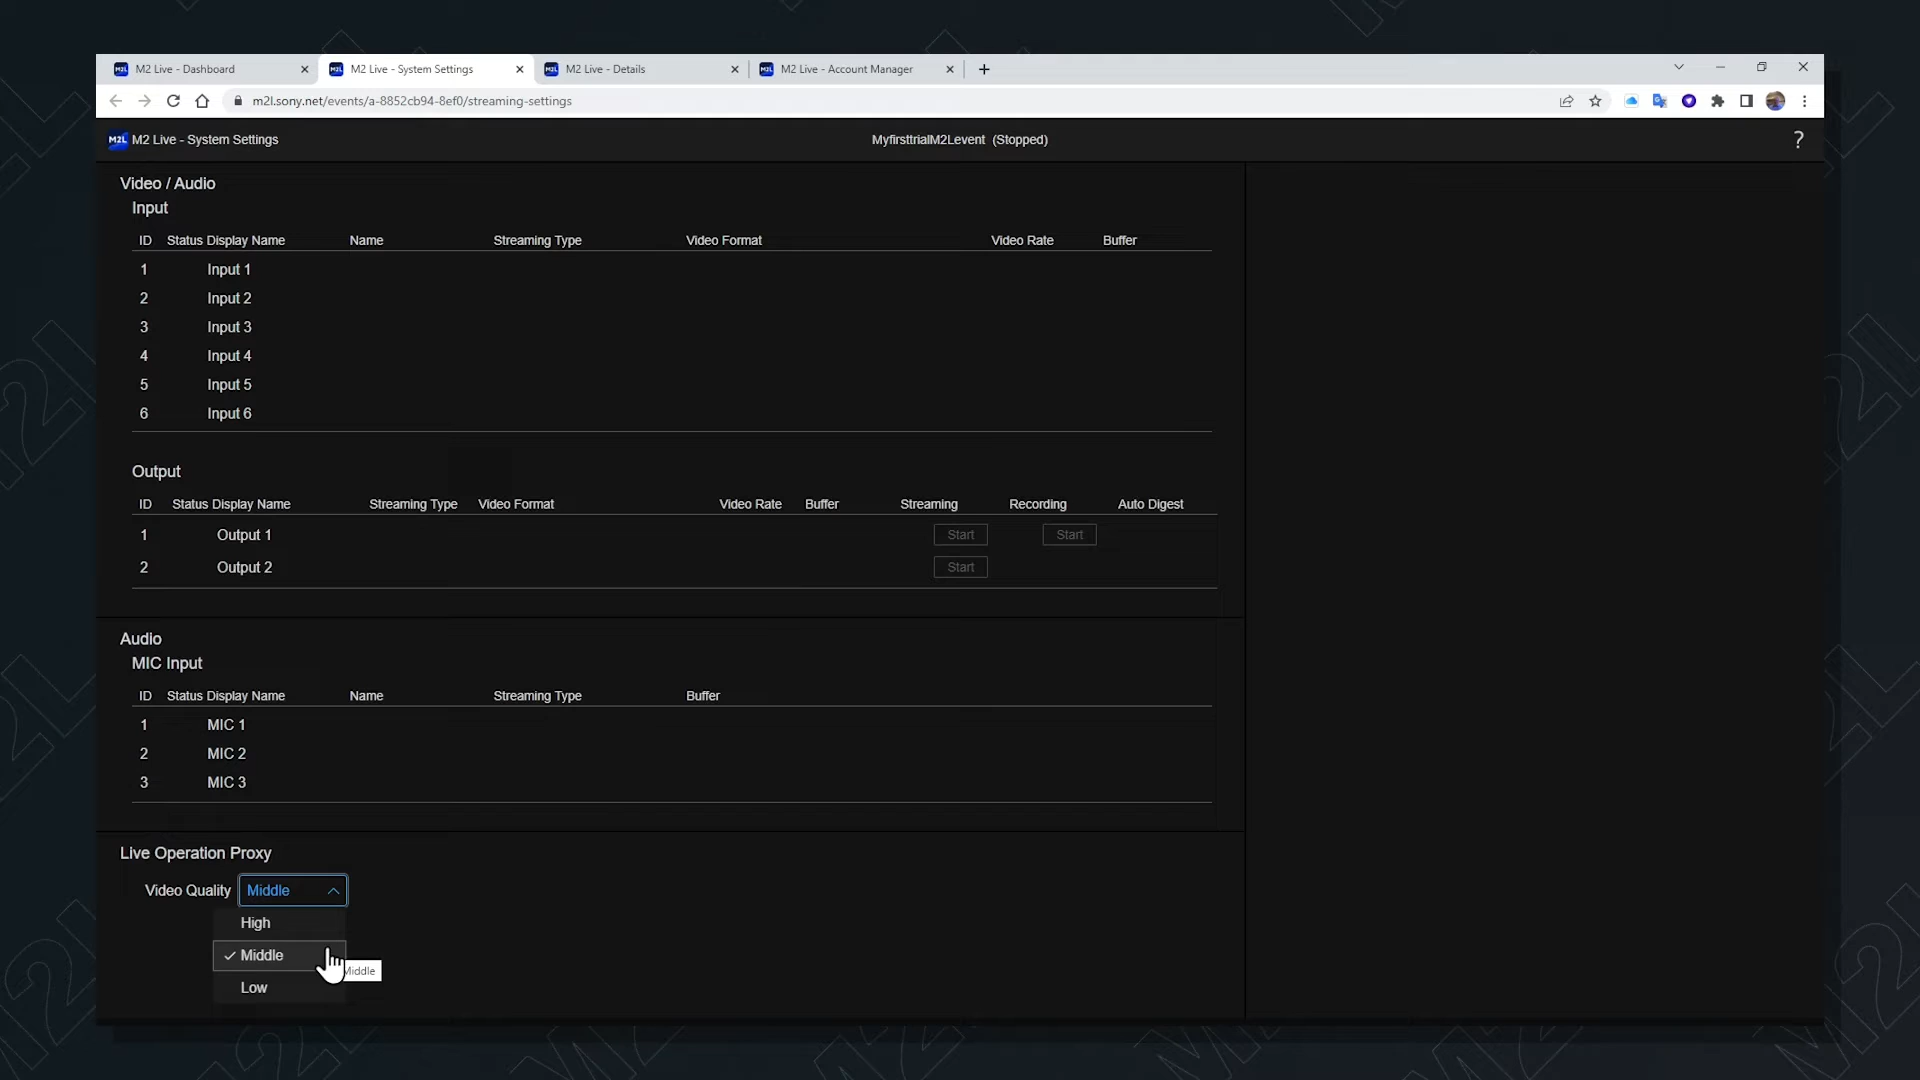 M2L M2 Live - Dashboard M2L M2 Live - System Settings M2L M2 Live - Details M2L M2 Live - Account Manager
m2l.sony.net/events/a-8852cb94-8ef0/streaming-settings
M2L M2 Live - System Settings MyfirsttrialM2Levent (Stopped) ?
Video / Audio
Input
ID Status Display Name Name Streaming Type Video Format Video Rate Buffer
1 Input 1
2 Input 2
3 Input 3
4 Input 4
5 Input 5
6 Input 6
Output
ID Status Display Name Streaming Type Video Format Video Rate Buffer Streaming Recording Auto Digest
1 Output 1 Start Start
2 Output 2 Start
Audio
MIC Input
ID Status Display Name Name Streaming Type Buffer
1 MIC 1
2 MIC 2
3 MIC 3
Live Operation Proxy
Video Quality Middle
High
Middle
Middle
Low